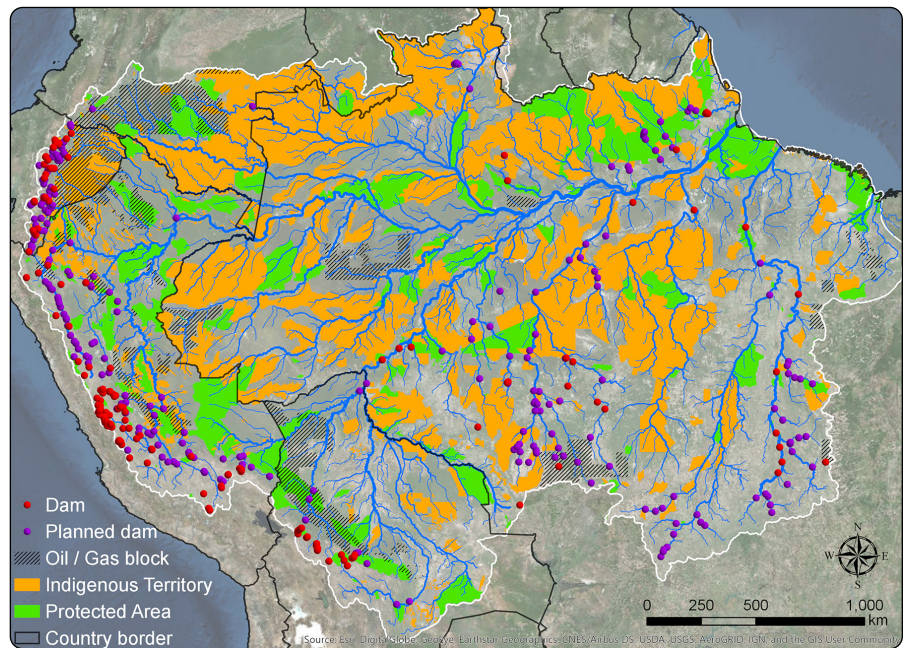 Dam
Planned dam
Oil / Gas block
Indigenous Territory
Protected Area
Country border
N
W E
S
0 250 500 1,000
km
Source: Esri, DigitalGlobe, GeoEye, Earthstar Geographics, CNES/Airbus DS, USDA, USGS, AeroGRID, IGN, and the GIS User Community